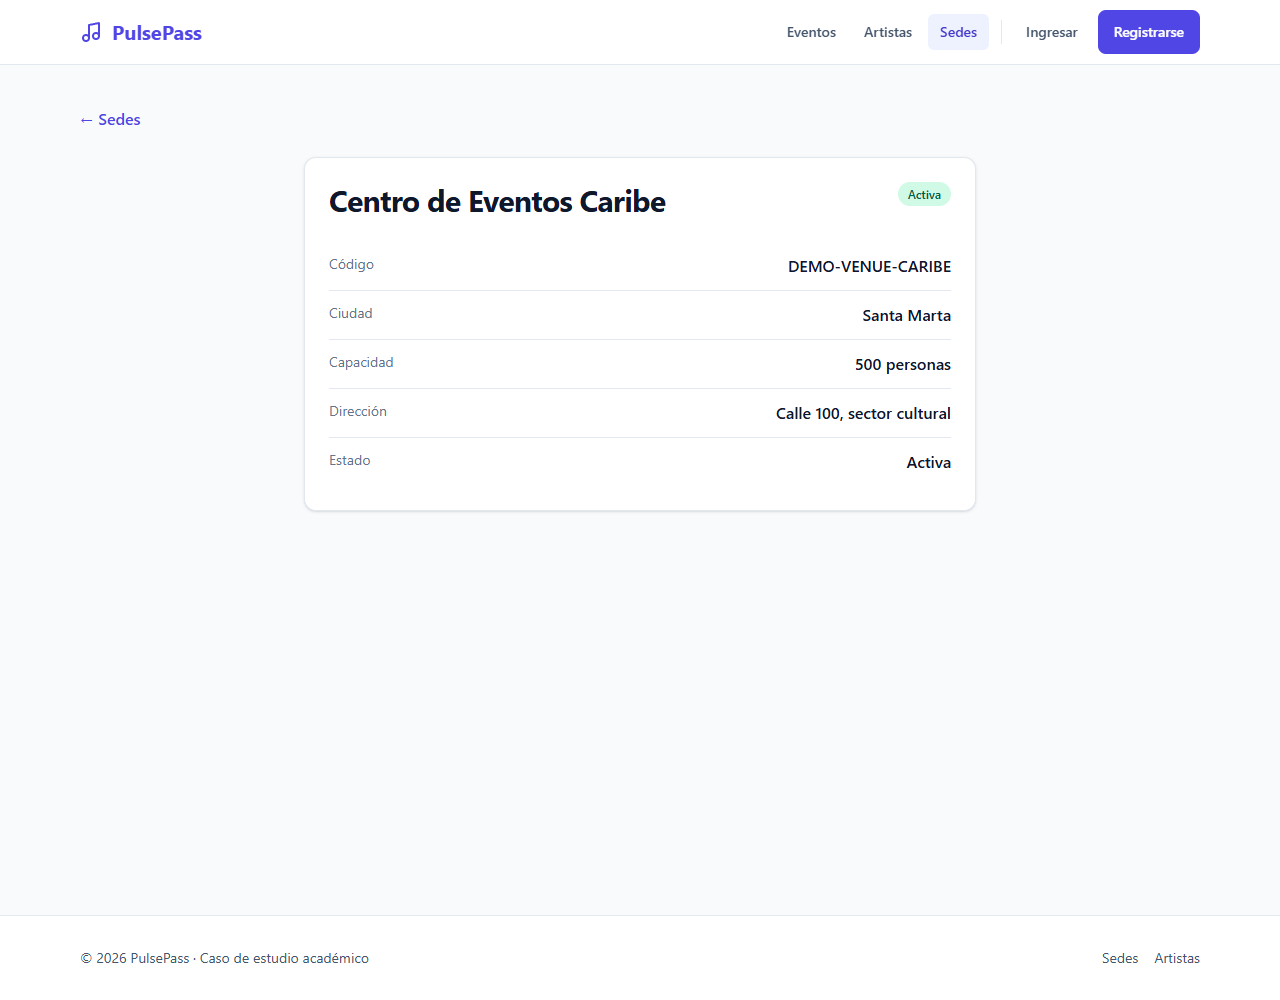 PulsePass
Eventos Artistas Sedes Ingresar Registrarse
← Sedes
Centro de Eventos Caribe Activa
Código DEMO-VENUE-CARIBE
Ciudad Santa Marta
Capacidad 500 personas
Dirección Calle 100, sector cultural
Estado Activa
© 2026 PulsePass · Caso de estudio académico Sedes Artistas